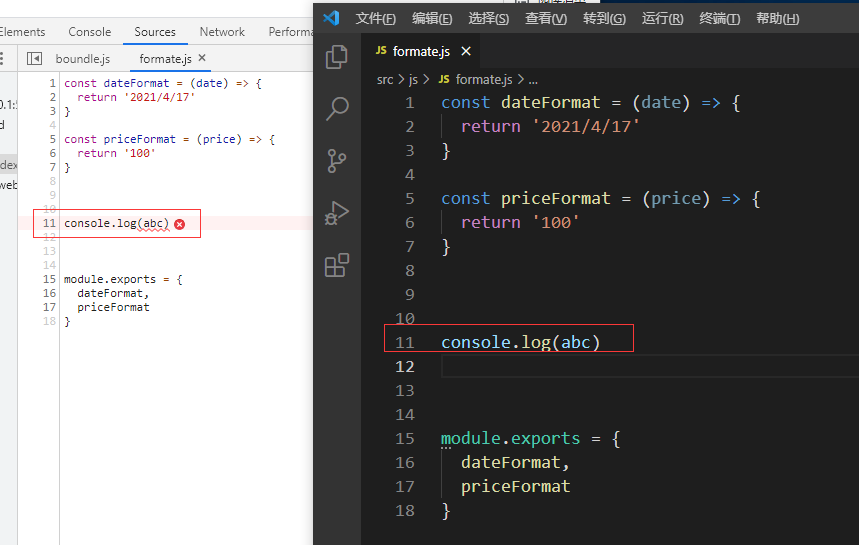 Elements Console Sources Network Performa
boundle.js formate.js ×
0.1:5
d
dex
web
1 const dateFormat = (date) => {
2 return '2021/4/17'
3 }
4
5 const priceFormat = (price) => {
6 return '100'
7 }
8
9
10
11 console.log(abc)
12
13
14
15 module.exports = {
16 dateFormat,
17 priceFormat
18 }
文件(F) 编辑(E) 选择(S) 查看(V) 转到(G) 运行(R) 终端(T) 帮助(H)
JS formate.js ×
src > js > JS formate.js > ...
1 const dateFormat = (date) => {
2 return '2021/4/17'
3 }
4
5 const priceFormat = (price) => {
6 return '100'
7 }
8
9
10
11 console.log(abc)
12
13
14
15 module.exports = {
16 dateFormat,
17 priceFormat
18 }